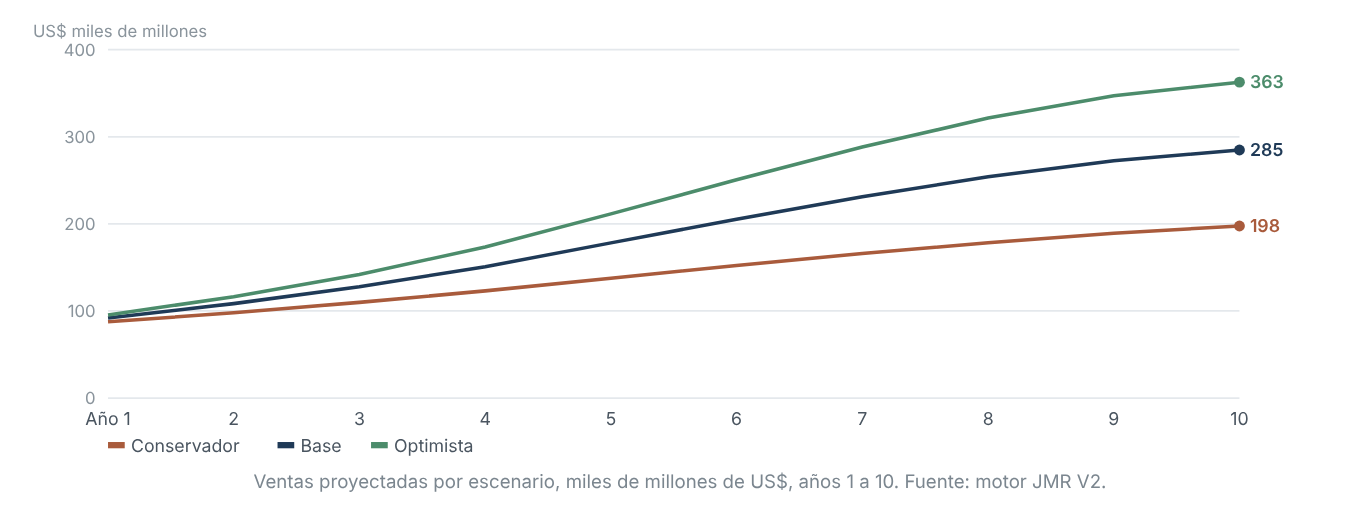 US$ miles de millones
400
363
300
285
200
198
100
0
Año 1 2 3 4 5 6 7 8 9 10
Conservador Base Optimista
Ventas proyectadas por escenario, miles de millones de US$, años 1 a 10. Fuente: motor JMR V2.